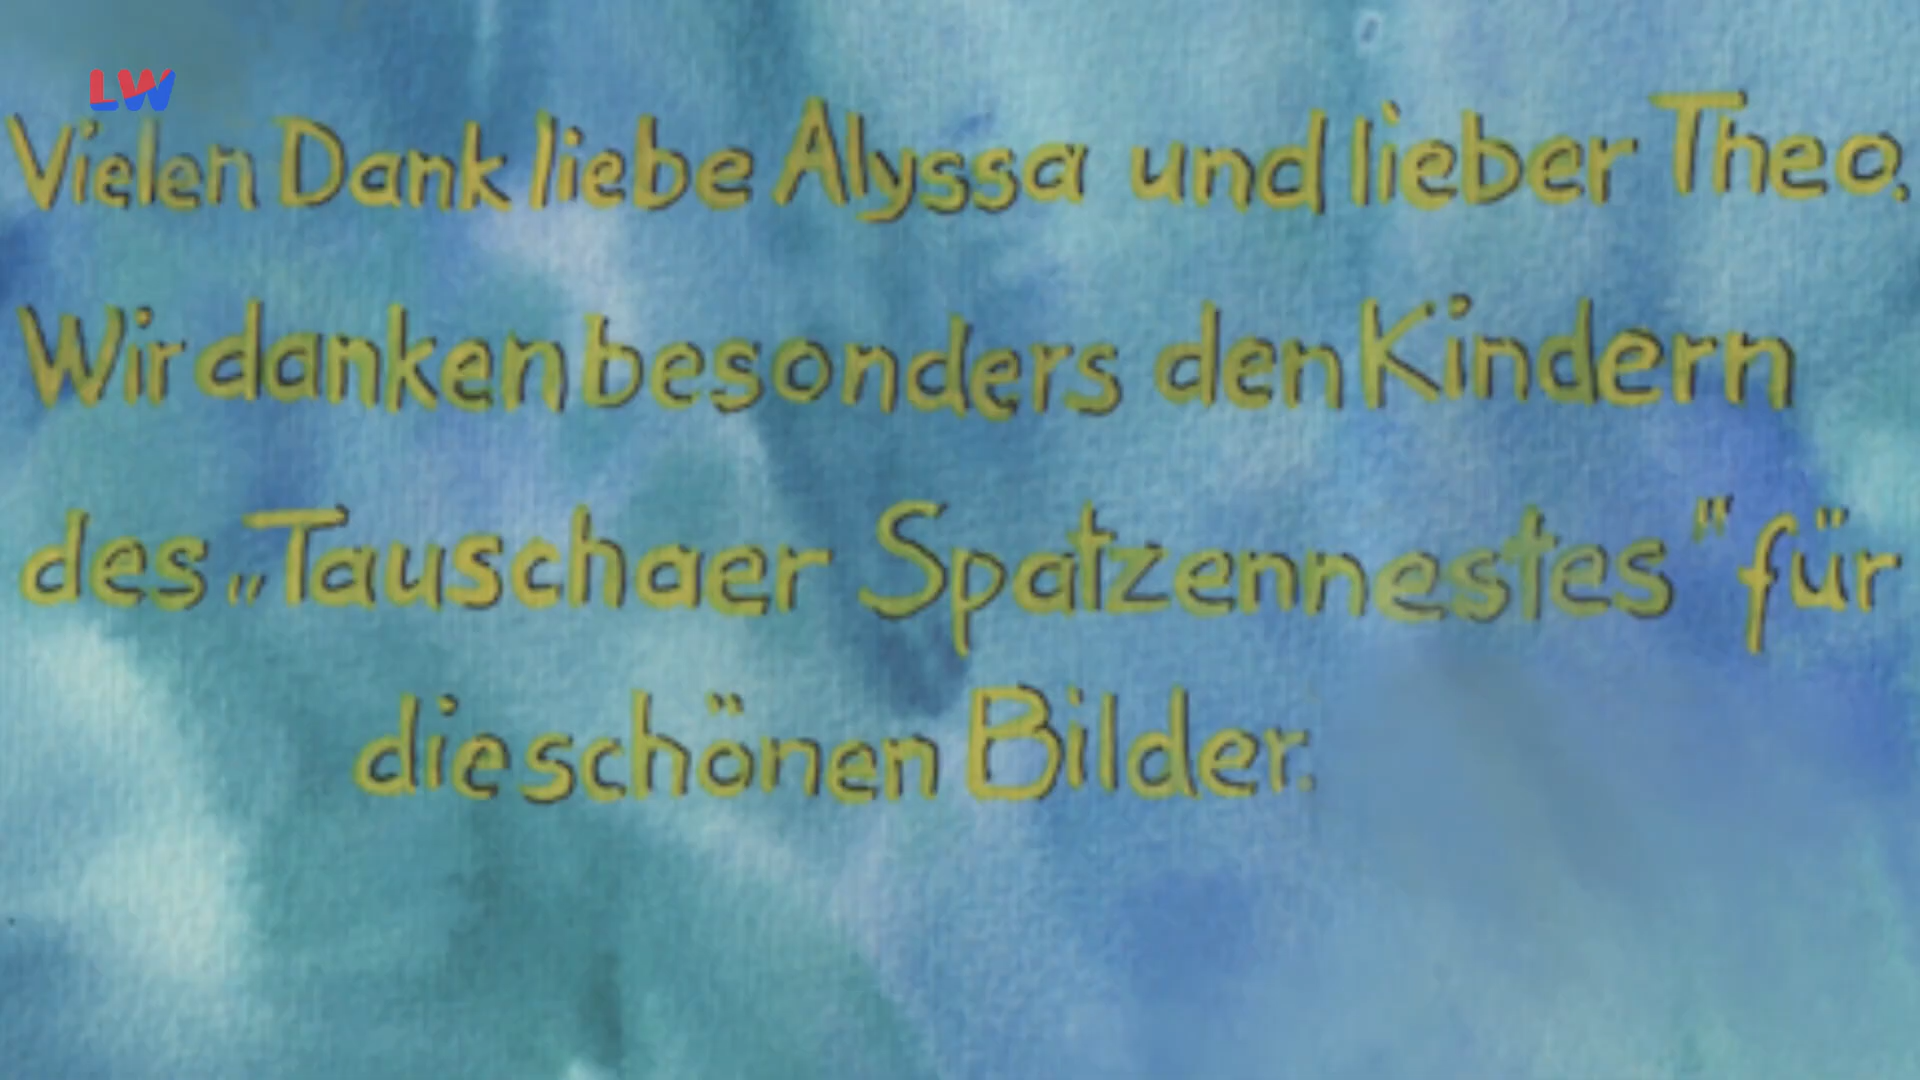 LW
Vielen Dank liebe Alyssa und lieber Theo.
Wir danken besonders den Kindern
des „Tauschaer Spatzennestes" für
die schönen Bilder.